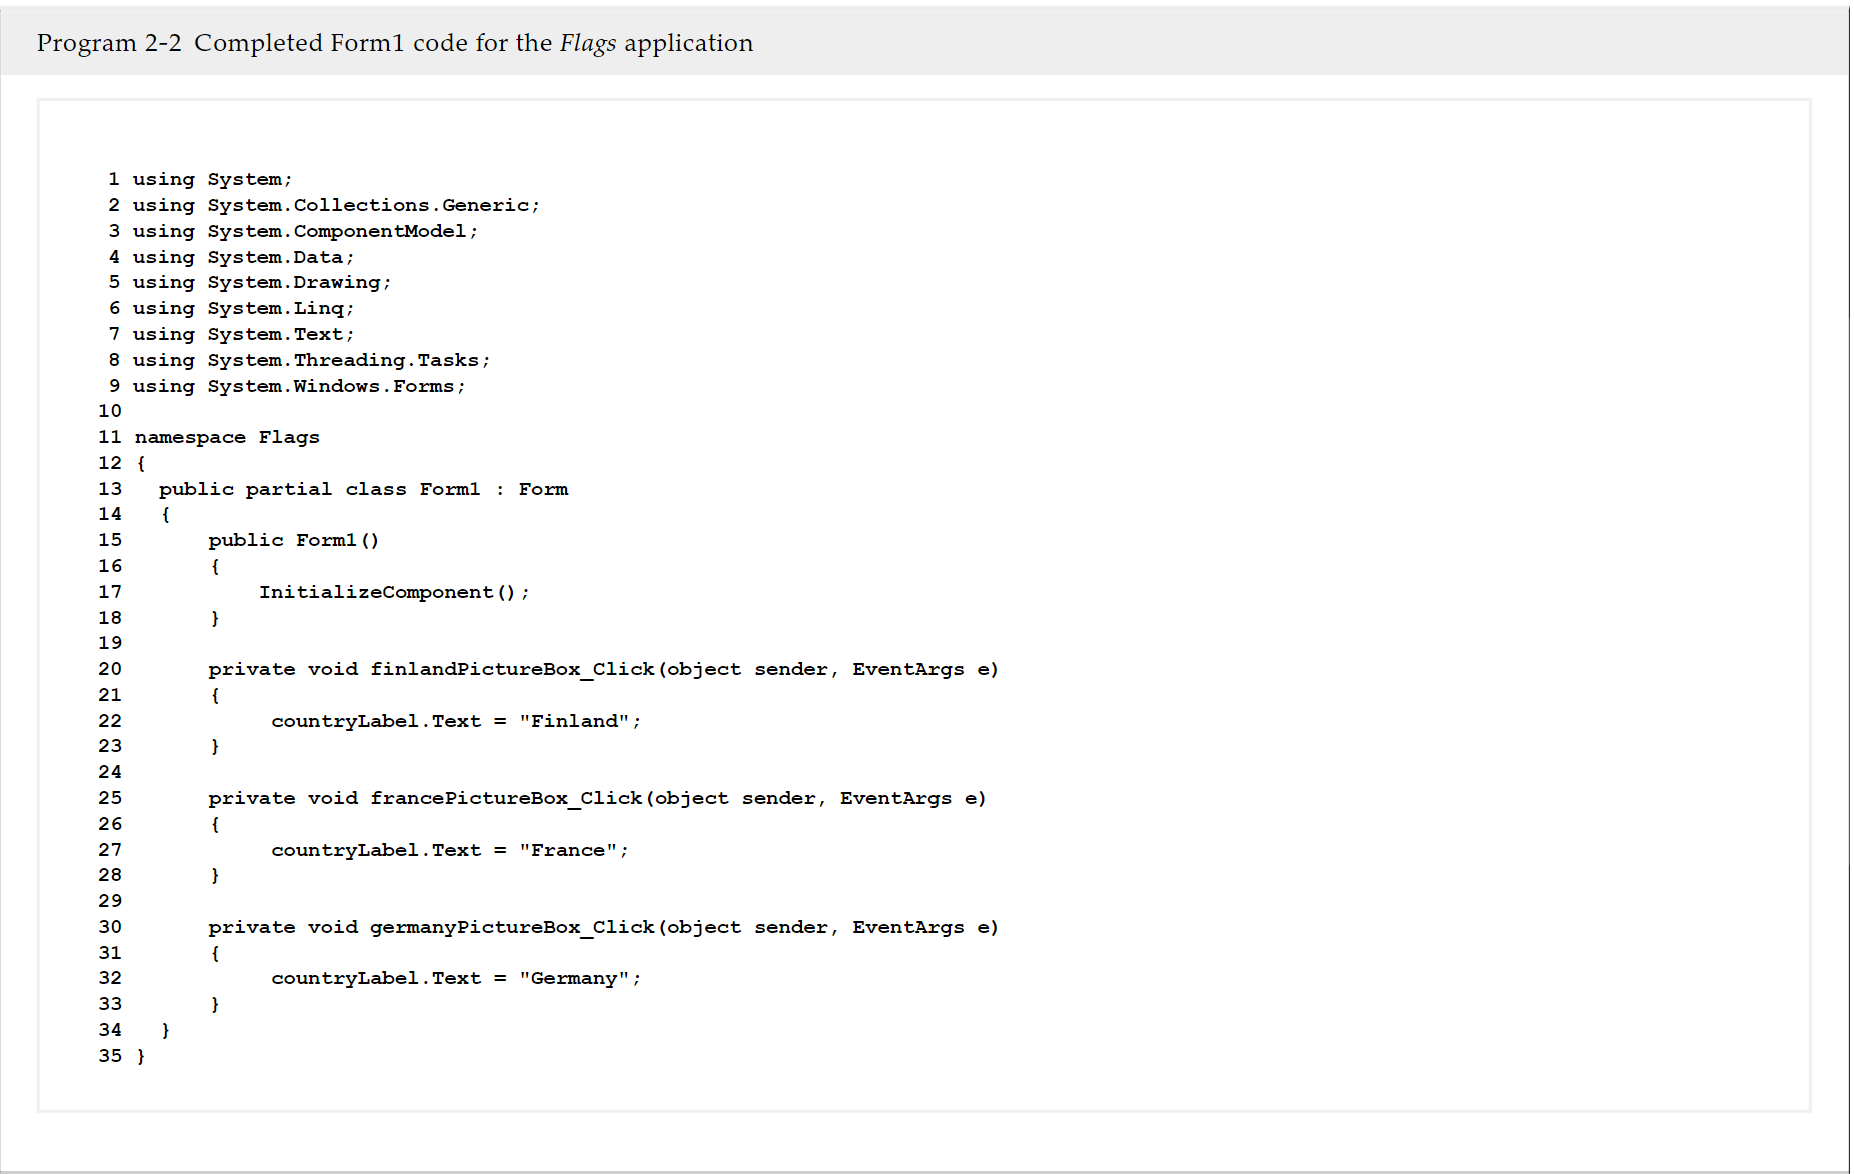 Program 2-2 Completed Form1 code for the Flags application
1 using System;
2 using System.Collections.Generic;
3 using System.ComponentModel;
4 using System.Data;
5 using System.Drawing;
6 using System.Linq;
7 using System.Text;
8 using System.Threading.Tasks;
9 using System.Windows.Forms;
10
11 namespace Flags
12 {
13   public partial class Form1 : Form
14   {
15       public Form1()
16       {
17           InitializeComponent();
18       }
19
20       private void finlandPictureBox_Click(object sender, EventArgs e)
21       {
22            countryLabel.Text = "Finland";
23       }
24
25       private void francePictureBox_Click(object sender, EventArgs e)
26       {
27            countryLabel.Text = "France";
28       }
29
30       private void germanyPictureBox_Click(object sender, EventArgs e)
31       {
32            countryLabel.Text = "Germany";
33       }
34   }
35 }